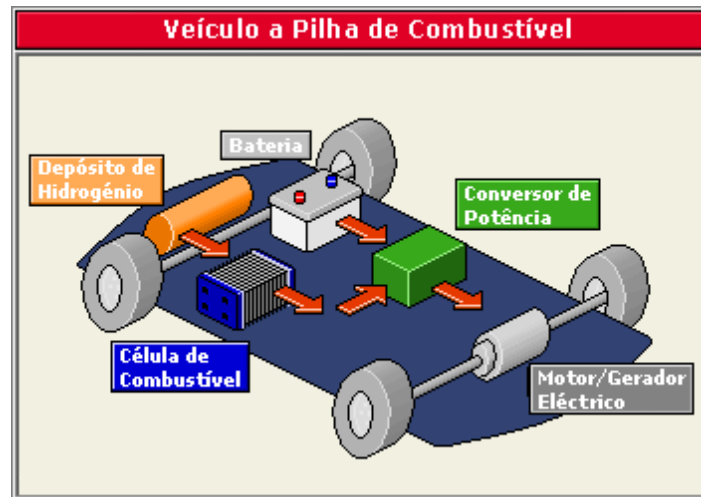 Veículo a Pilha de Combustível
Bateria
Depósito de
Hidrogénio
Conversor de
Potência
Célula de
Combustível
Motor/Gerador
Eléctrico